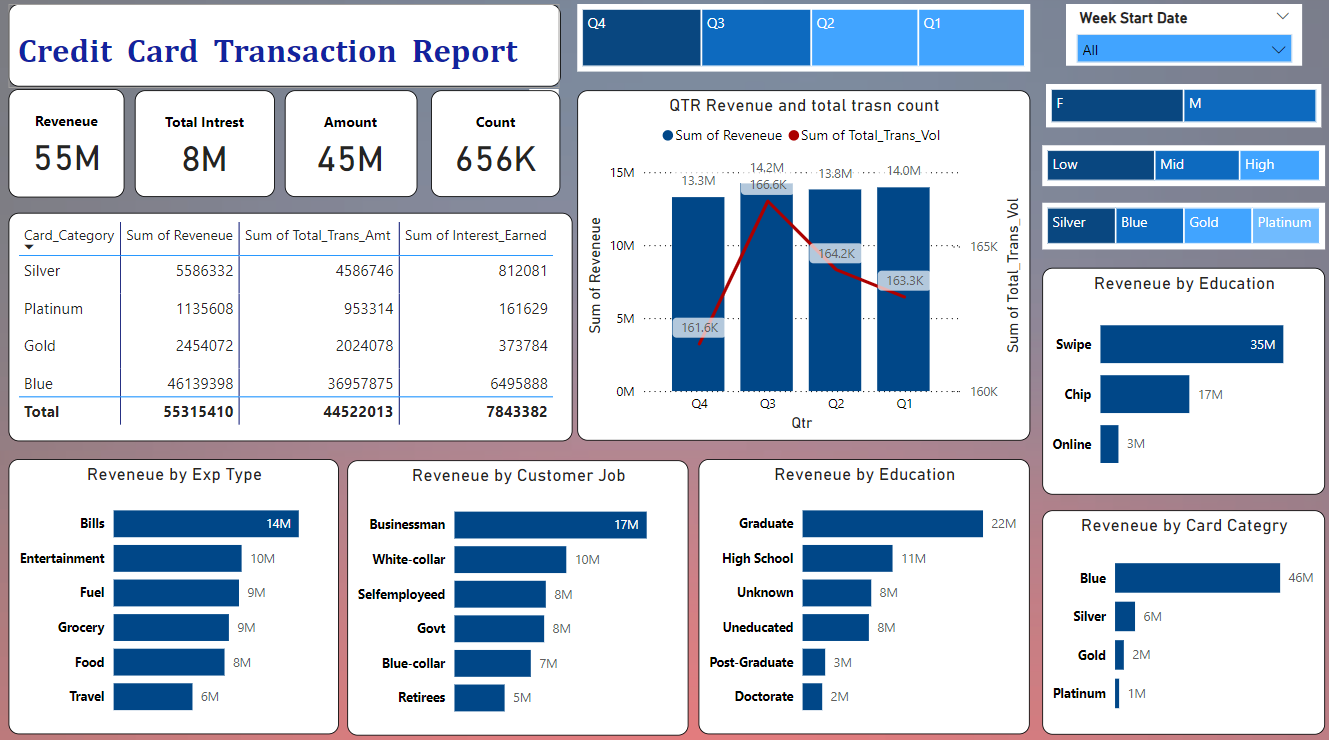 Credit Card Transaction Report
Q4 Q3 Q2 Q1
Week Start Date
All
F M
Low Mid High
Silver Blue Gold Platinum
Reveneue
55M
Total Intrest
8M
Amount
45M
Count
656K
Card_Category Sum of Reveneue Sum of Total_Trans_Amt Sum of Interest_Earned
Silver 5586332 4586746 812081
Platinum 1135608 953314 161629
Gold 2454072 2024078 373784
Blue 46139398 36957875 6495888
Total 55315410 44522013 7843382
QTR Revenue and total trasn count
Sum of Reveneue Sum of Total_Trans_Vol
Sum of Reveneue
15M
10M
5M
0M
13.3M 14.2M 13.8M 14.0M
161.6K 166.6K 164.2K 163.3K
165K
160K
Sum of Total_Trans_Vol
Q4 Q3 Q2 Q1
Qtr
Reveneue by Education
Swipe 35M
Chip 17M
Online 3M
Reveneue by Exp Type
Bills 14M
Entertainment 10M
Fuel 9M
Grocery 9M
Food 8M
Travel 6M
Reveneue by Customer Job
Businessman 17M
White-collar 10M
Selfemployeed 8M
Govt 8M
Blue-collar 7M
Retirees 5M
Reveneue by Education
Graduate 22M
High School 11M
Unknown 8M
Uneducated 8M
Post-Graduate 3M
Doctorate 2M
Reveneue by Card Categry
Blue 46M
Silver 6M
Gold 2M
Platinum 1M